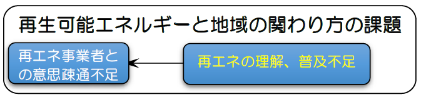 再生可能エネルギーと地域の関わり方の課題
再エネ事業者と
の意思疎通不足
再エネの理解、普及不足